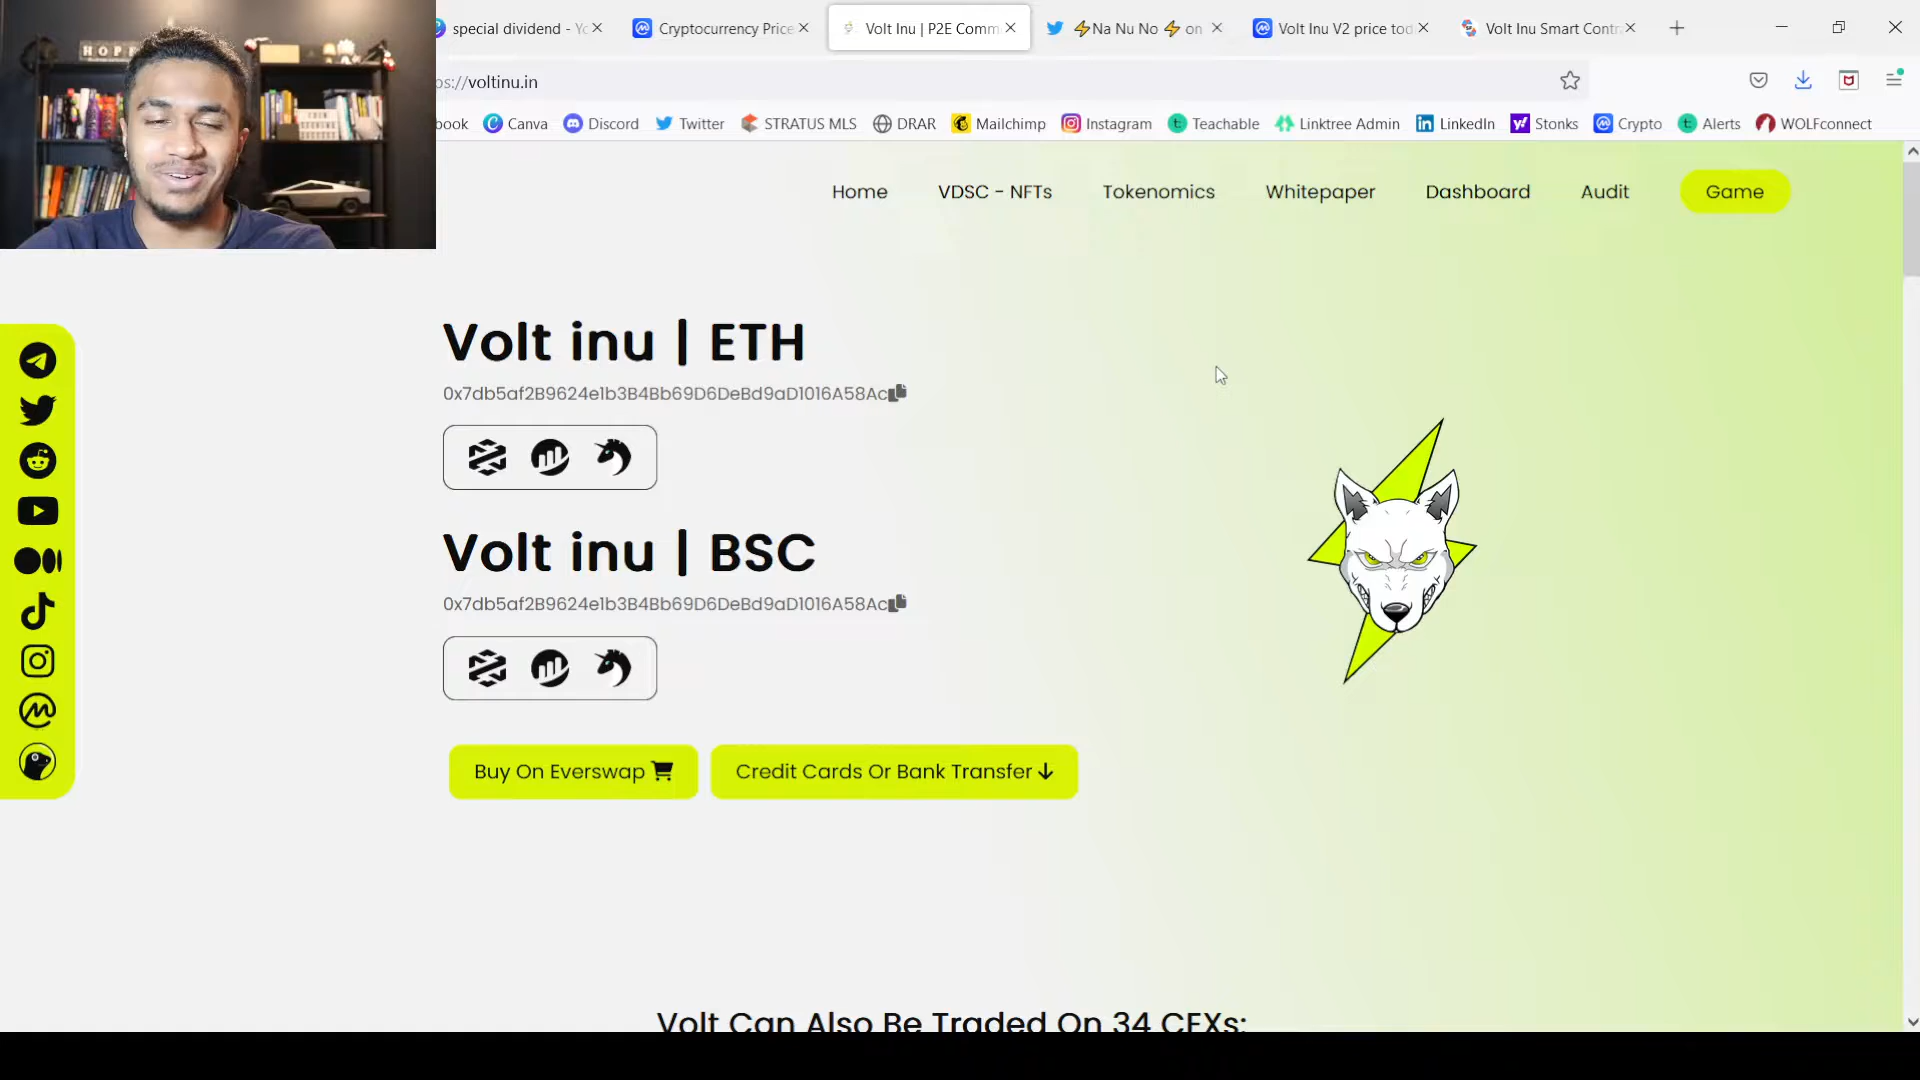 special dividend - Yo
Cryptocurrency Price
Volt Inu | P2E Comm
⚡Na Nu No ⚡ on
Volt Inu V2 price tod
Volt Inu Smart Contr
ps://voltinu.in
book
Canva
Discord
Twitter
STRATUS MLS
DRAR
Mailchimp
Instagram
Teachable
Linktree Admin
LinkedIn
Stonks
Crypto
Alerts
WOLFconnect
HOPE
Home
VDSC - NFTs
Tokenomics
Whitepaper
Dashboard
Audit
Game
Volt inu | ETH
0x7db5af2B9624e1b3B4Bb69D6DeBd9aD1016A58Ac
Volt inu | BSC
0x7db5af2B9624e1b3B4Bb69D6DeBd9aD1016A58Ac
Buy On Everswap
Credit Cards Or Bank Transfer
Volt Can Also Be Traded On 34 CEXs: